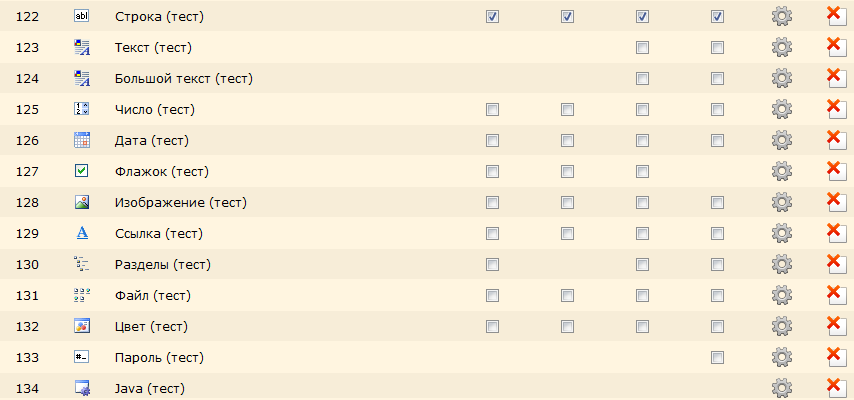 122 abl Строка (тест)
123 Текст (тест)
124 Большой текст (тест)
125 Число (тест)
126 Дата (тест)
127 Флажок (тест)
128 Изображение (тест)
129 Ссылка (тест)
130 Разделы (тест)
131 Файл (тест)
132 Цвет (тест)
133 Пароль (тест)
134 Java (тест)